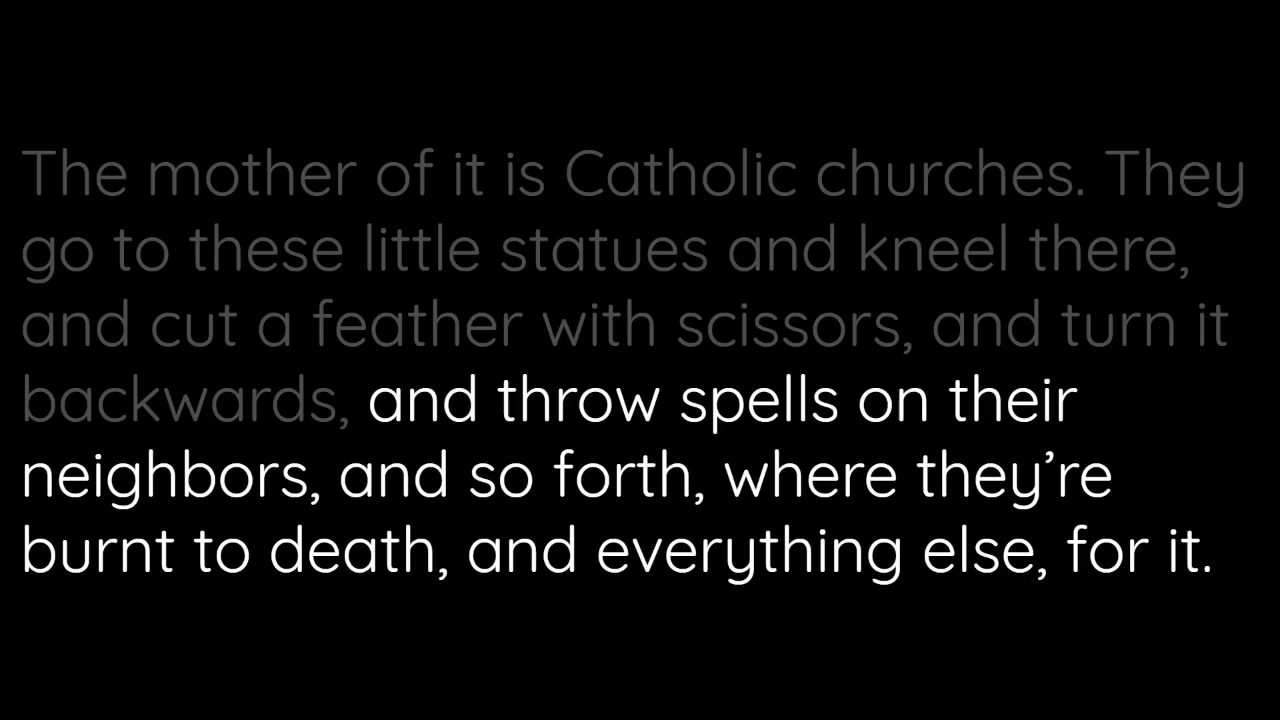 The mother of it is Catholic churches. They
go to these little statues and kneel there,
and cut a feather with scissors, and turn it
backwards, and throw spells on their
neighbors, and so forth, where they’re
burnt to death, and everything else, for it.